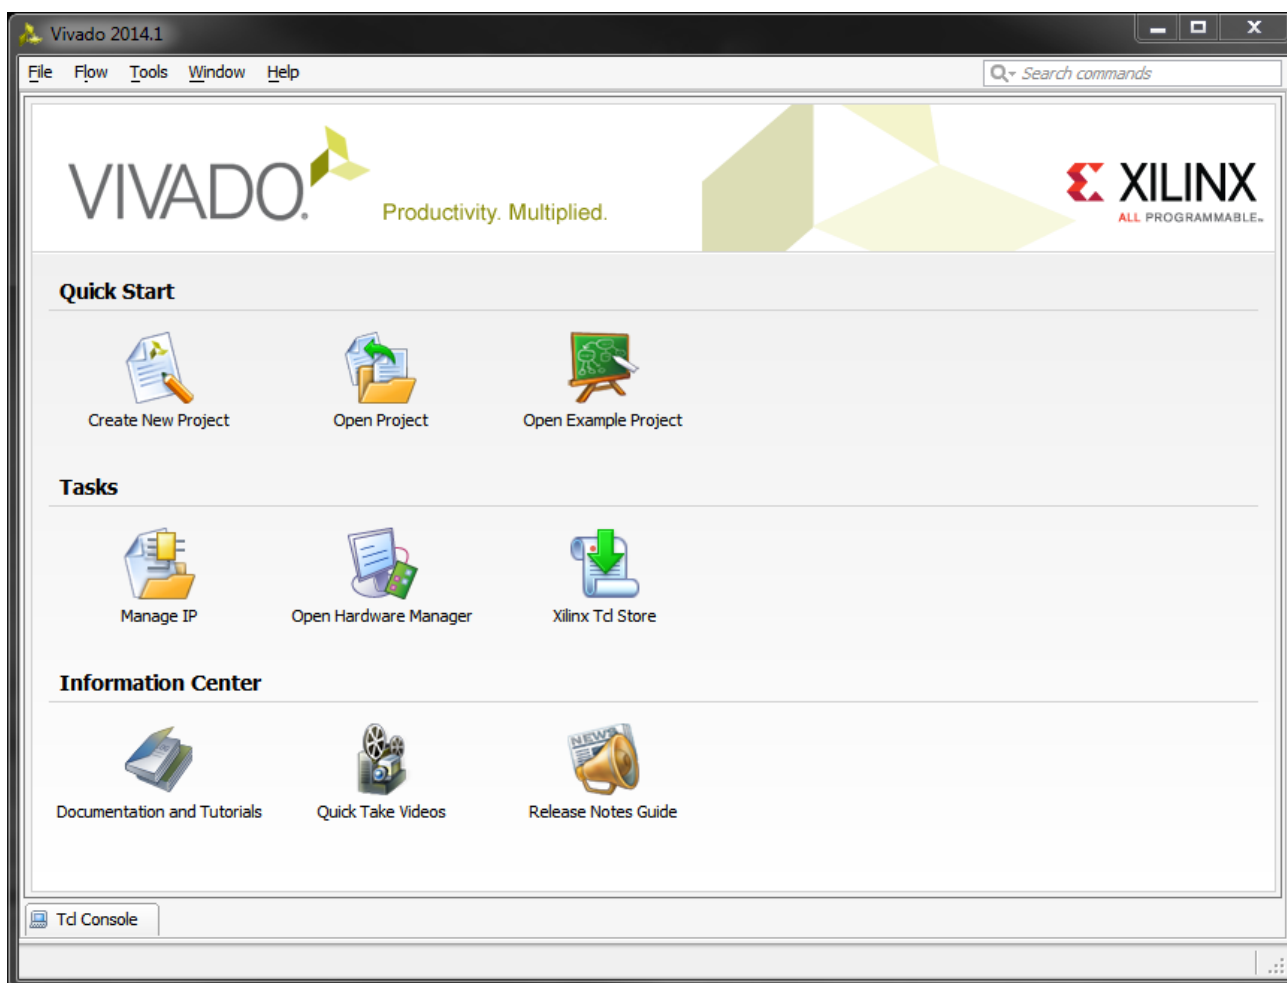 Vivado 2014.1
File Flow Tools Window Help Search commands
VIVADO. Productivity. Multiplied.
XILINX
ALL PROGRAMMABLE™
Quick Start
Create New Project Open Project Open Example Project
Tasks
Manage IP Open Hardware Manager Xilinx Tcl Store
Information Center
NEWS
Documentation and Tutorials Quick Take Videos Release Notes Guide
Tcl Console